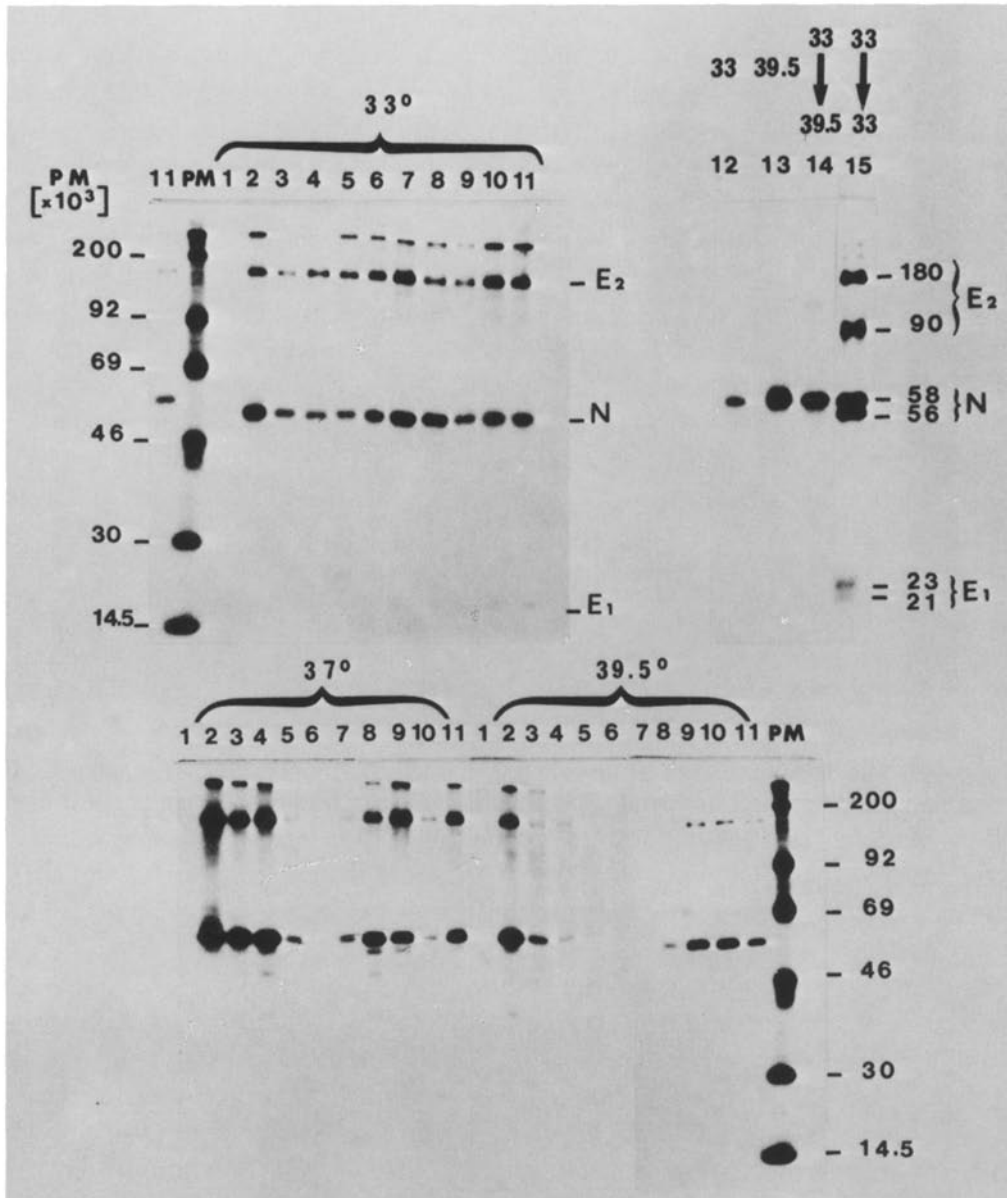 33 33
33 39.5
39.5 33
12 13 14 15
33º
PM
[×10³]
11 PM 1 2 3 4 5 6 7 8 9 10 11
200
92
69
46
30
14.5
E₂
N
E₁
180
90
E₂
58
56
N
23
21
E₁
37º
39.5º
1 2 3 4 5 6 7 8 9 10 11 1 2 3 4 5 6 7 8 9 10 11 PM
200
92
69
46
30
14.5